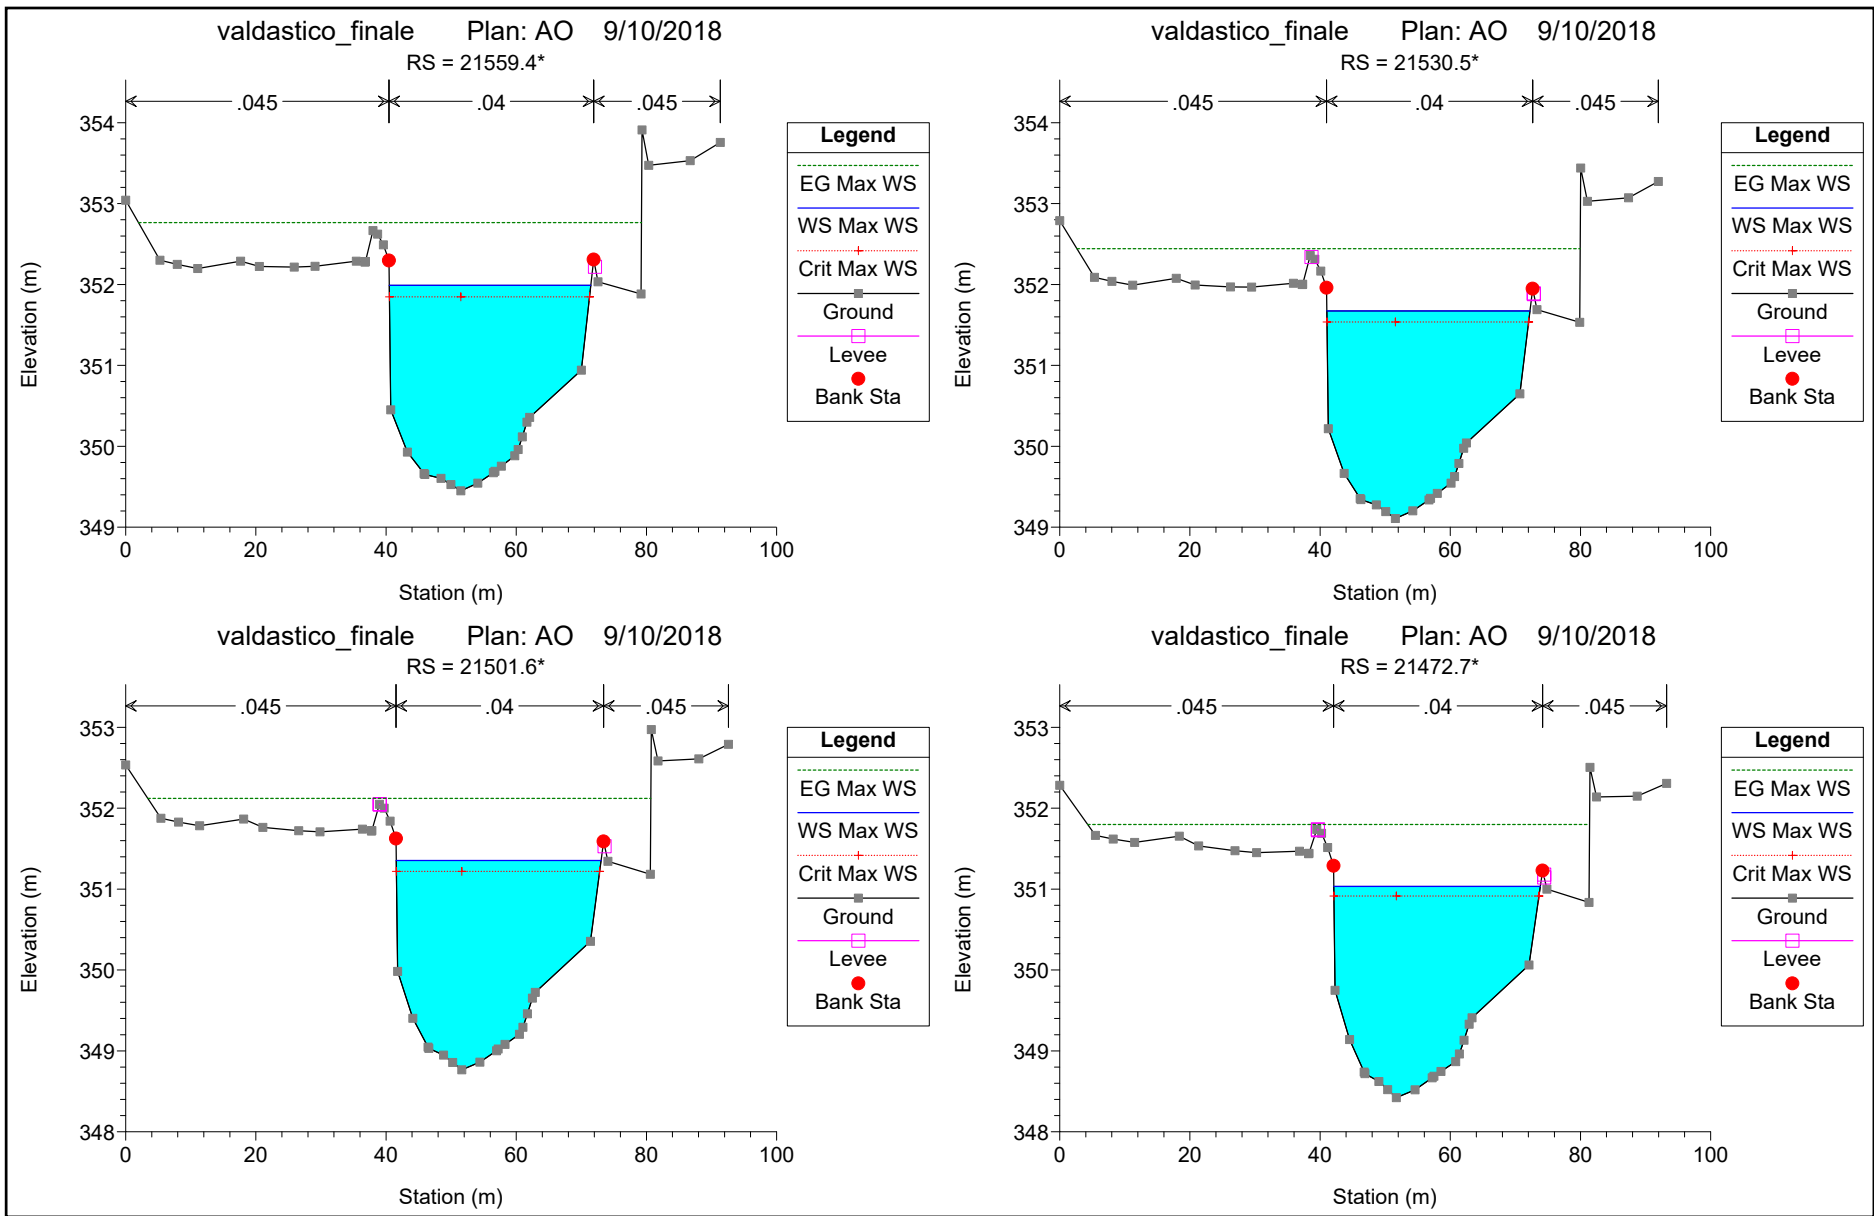 valdastico_finale Plan: AO 9/10/2018
RS = 21559.4*
.045 .04 .045
354
353
352
351
350
349
0 20 40 60 80 100
Elevation (m)
Station (m)
Legend
EG Max WS
WS Max WS
Crit Max WS
Ground
Levee
Bank Sta
valdastico_finale Plan: AO 9/10/2018
RS = 21530.5*
.045 .04 .045
354
353
352
351
350
349
0 20 40 60 80 100
Elevation (m)
Station (m)
Legend
EG Max WS
WS Max WS
Crit Max WS
Ground
Levee
Bank Sta
valdastico_finale Plan: AO 9/10/2018
RS = 21501.6*
.045 .04 .045
353
352
351
350
349
348
0 20 40 60 80 100
Elevation (m)
Station (m)
Legend
EG Max WS
WS Max WS
Crit Max WS
Ground
Levee
Bank Sta
valdastico_finale Plan: AO 9/10/2018
RS = 21472.7*
.045 .04 .045
353
352
351
350
349
348
0 20 40 60 80 100
Elevation (m)
Station (m)
Legend
EG Max WS
WS Max WS
Crit Max WS
Ground
Levee
Bank Sta